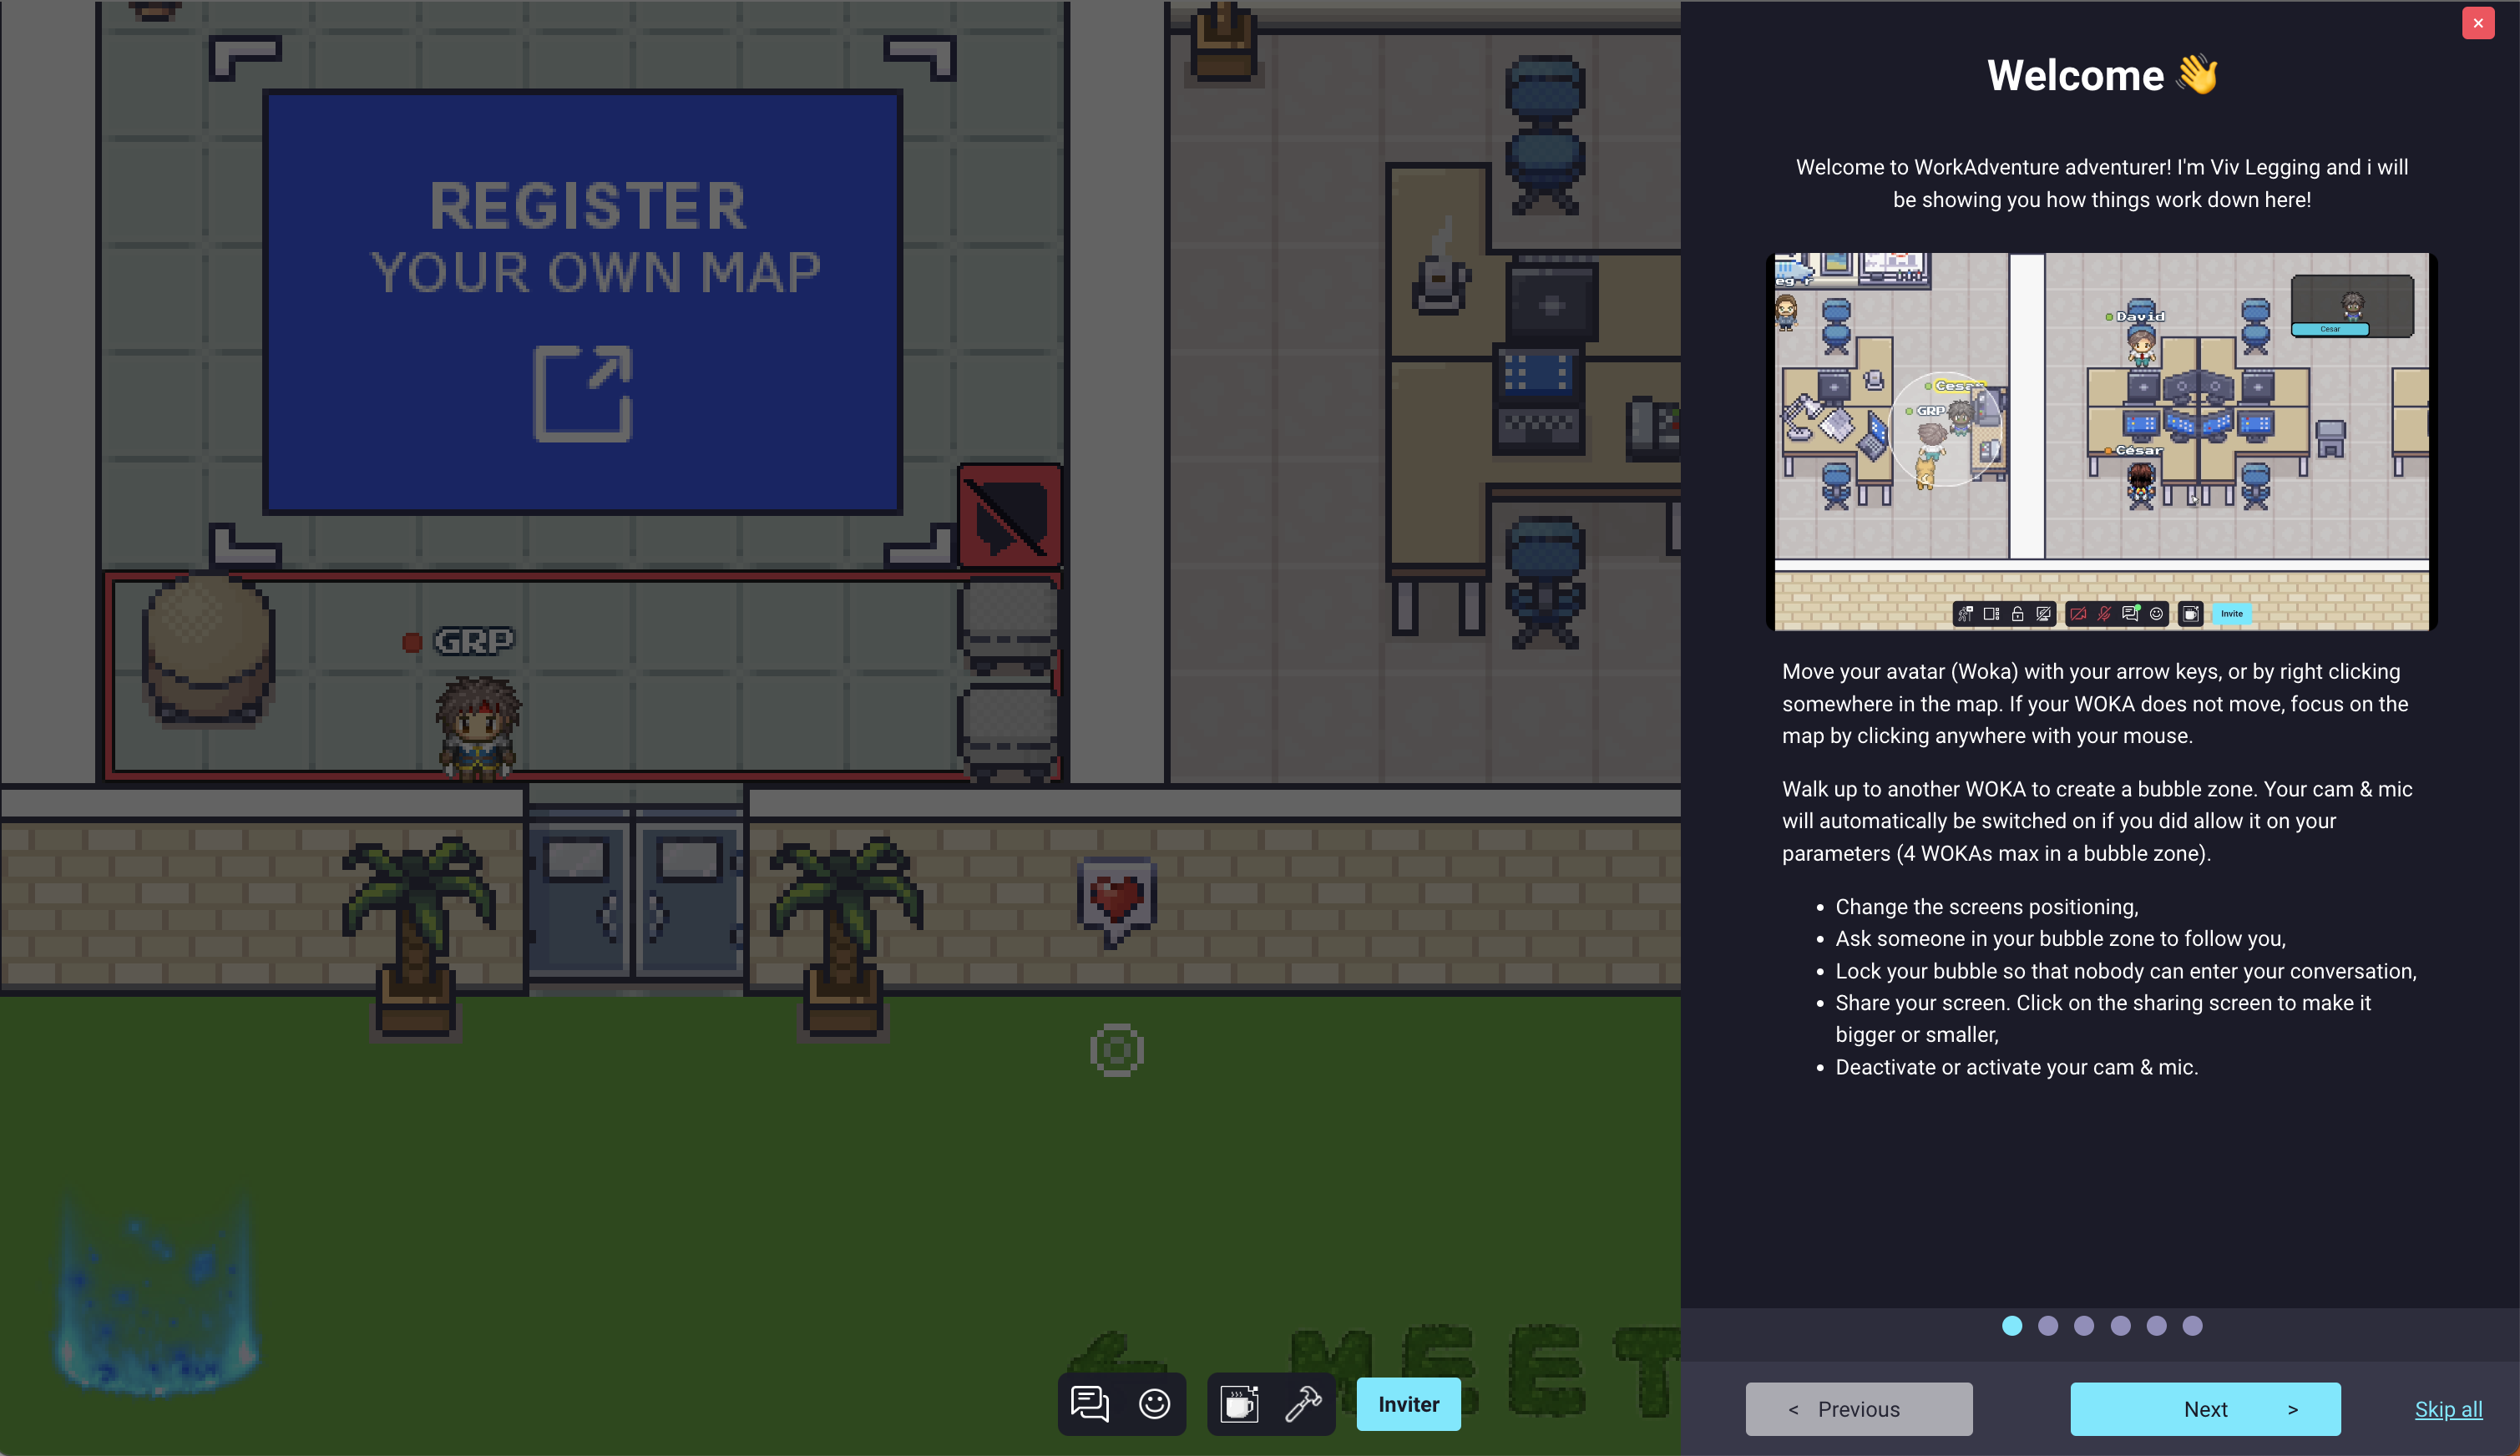 REGISTER
YOUR OWN MAP
GRP
MEET
Inviter
Welcome 👋
Welcome to WorkAdventure adventurer! I'm Viv Legging and i will
be showing you how things work down here!
eg r
David
Cesar
Cesar
GRP
César
Invite
Move your avatar (Woka) with your arrow keys, or by right clicking
somewhere in the map. If your WOKA does not move, focus on the
map by clicking anywhere with your mouse.
Walk up to another WOKA to create a bubble zone. Your cam & mic
will automatically be switched on if you did allow it on your
parameters (4 WOKAs max in a bubble zone).
• Change the screens positioning,
• Ask someone in your bubble zone to follow you,
• Lock your bubble so that nobody can enter your conversation,
• Share your screen. Click on the sharing screen to make it
bigger or smaller,
• Deactivate or activate your cam & mic.
< Previous
Next >
Skip all